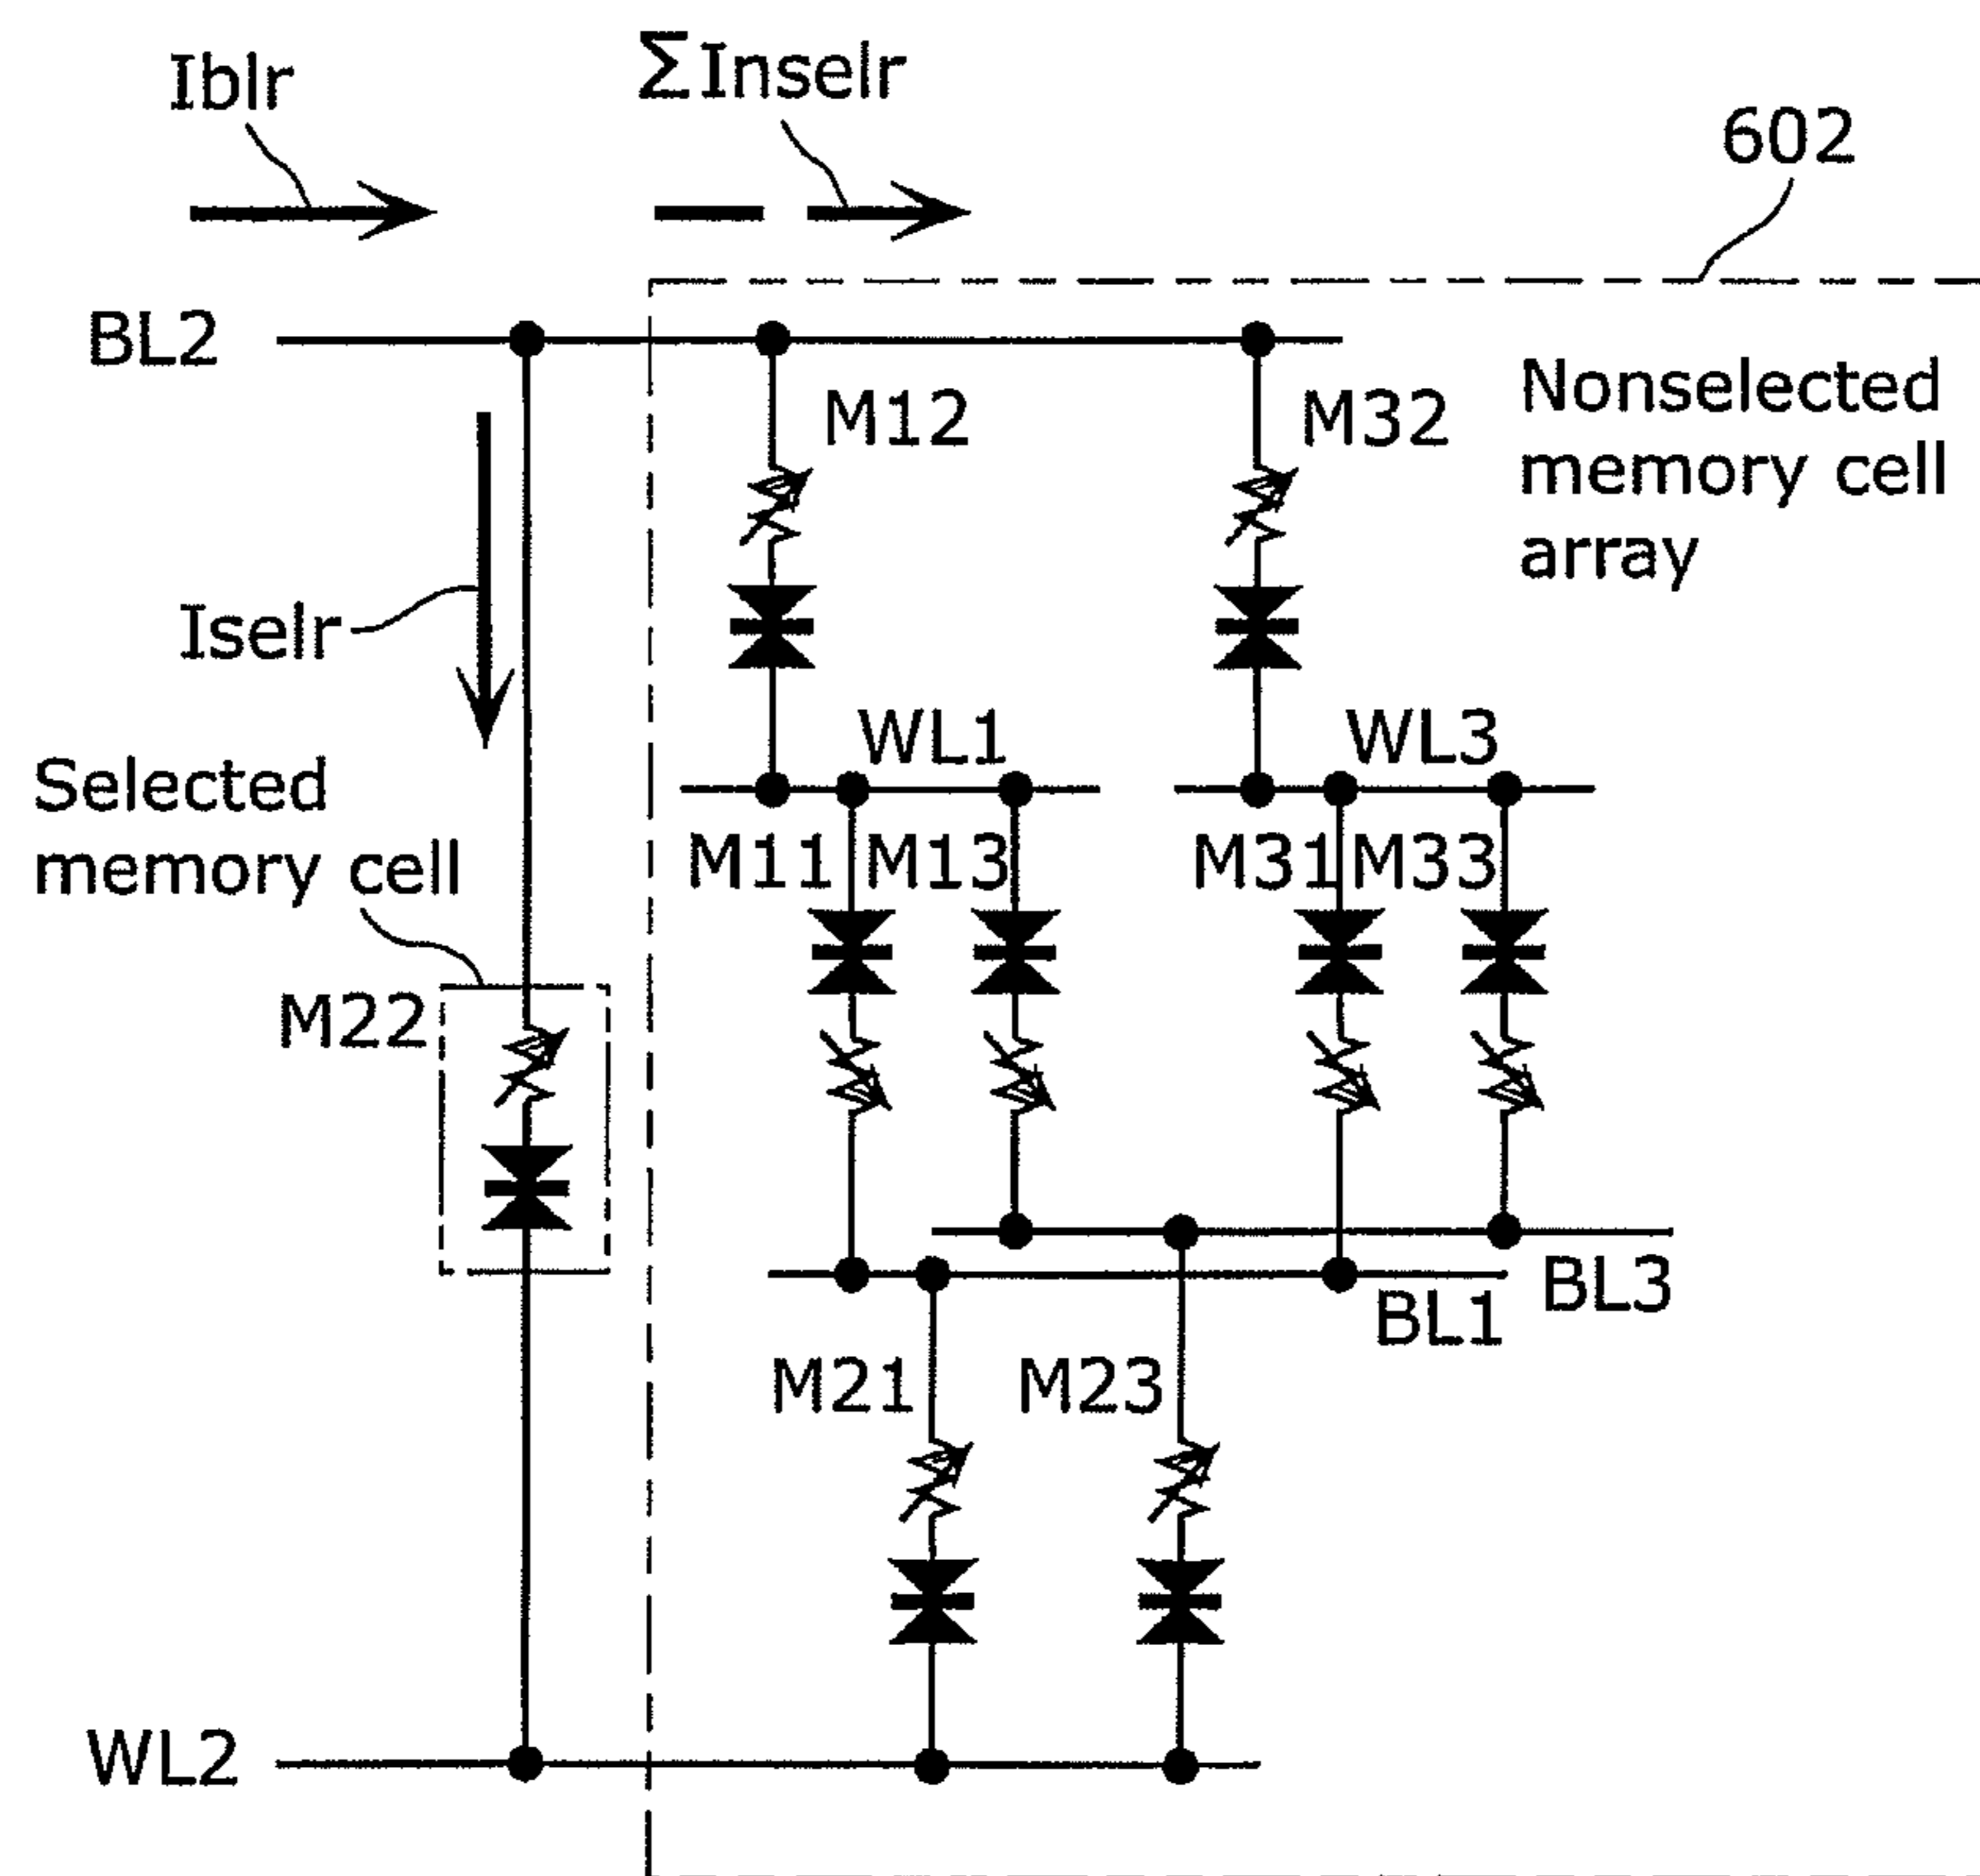 Iblr
ΣInselr
602
BL2
M12
M32
Nonselected
memory cell
array
Iselr
WL1
WL3
Selected
memory cell
M11
M13
M31
M33
M22
BL3
BL1
M21
M23
WL2